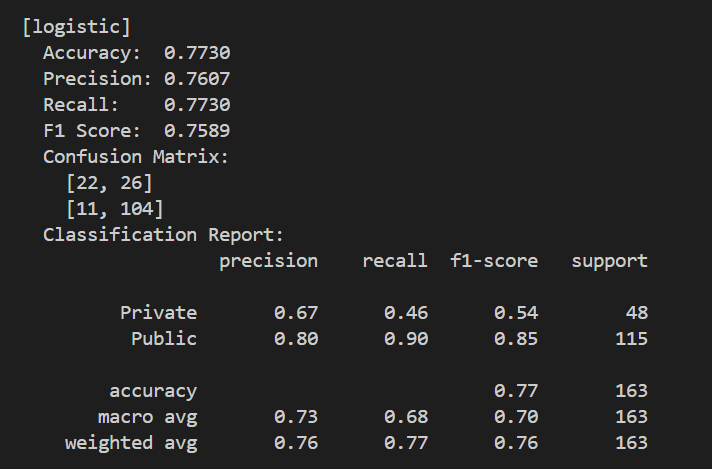 [logistic]
Accuracy: 0.7730
Precision: 0.7607
Recall: 0.7730
F1 Score: 0.7589
Confusion Matrix:
[22, 26]
[11, 104]
Classification Report:
precision recall f1-score support
Private 0.67 0.46 0.54 48
Public 0.80 0.90 0.85 115
accuracy 0.77 163
macro avg 0.73 0.68 0.70 163
weighted avg 0.76 0.77 0.76 163